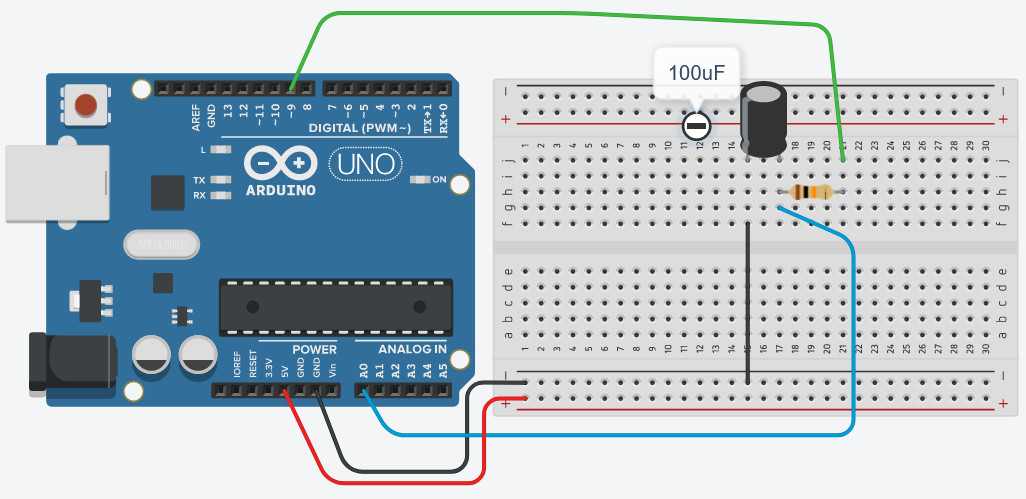 100uF
AREF
GND
13
12
~11
~10
~9
8
7
~6
~5
4
~3
2
TX→1
RX←0
DIGITAL (PWM~)
L
TX
RX
ARDUINO
UNO
ON
POWER
ANALOG IN
IOREF
RESET
3.3V
5V
GND
GND
Vin
A0
A1
A2
A3
A4
A5
+ +
1 2 3 4 5 6 7 8 9 10 11 12 13 14 18 19 20 21 22 23 24 25 26 27 28 29 30
j j
i i
h h
g g
f f
e e
d d
c c
b b
a a
1 2 3 4 5 6 7 8 9 10 11 12 13 14 15 16 17 18 19 20 21 22 23 24 25 26 27 28 29 30
+ +